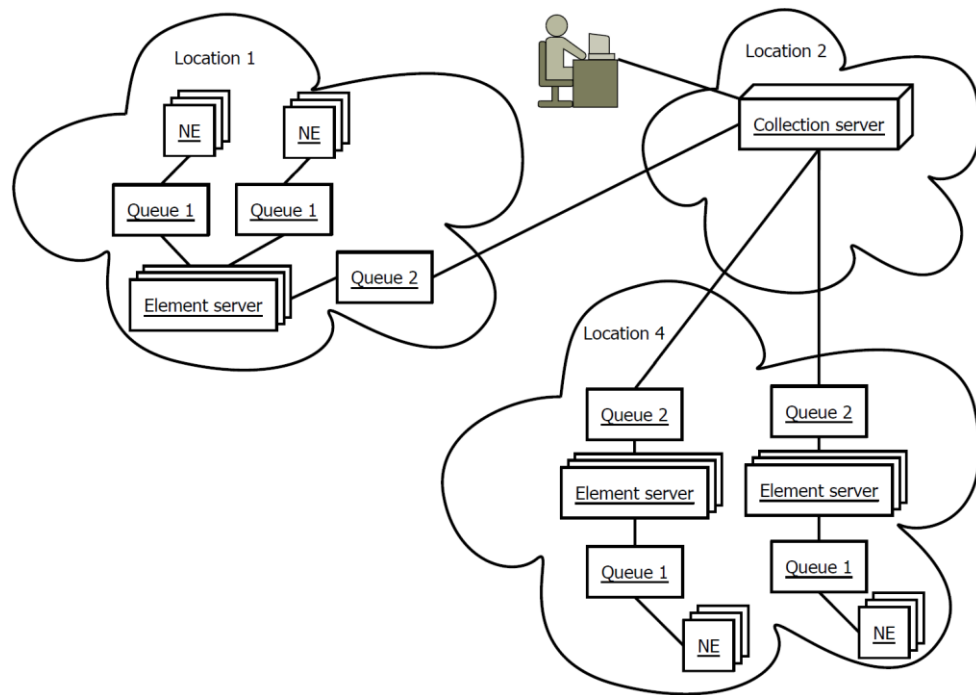 Location 1
NE
NE
Queue 1
Queue 1
Element server
Queue 2
Location 2
Collection server
Location 4
Queue 2
Queue 2
Element server
Element server
Queue 1
Queue 1
NE
NE